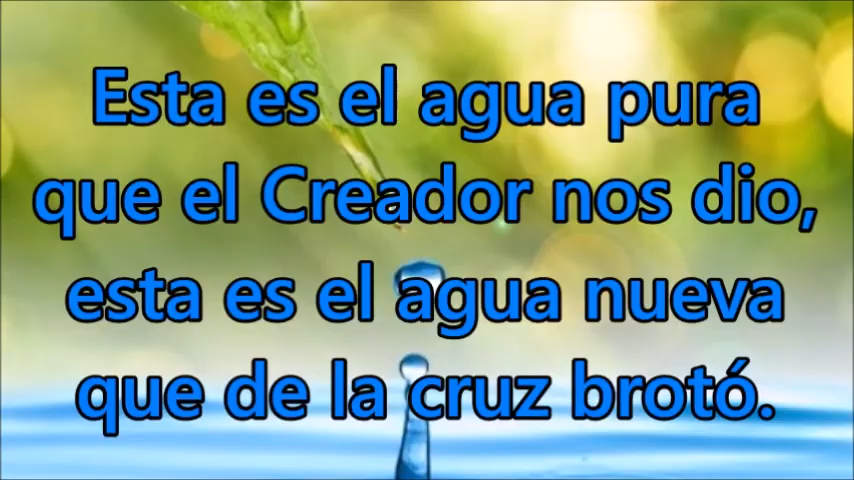 Esta es el agua pura
que el Creador nos dio,
esta es el agua nueva
que de la cruz brotó.